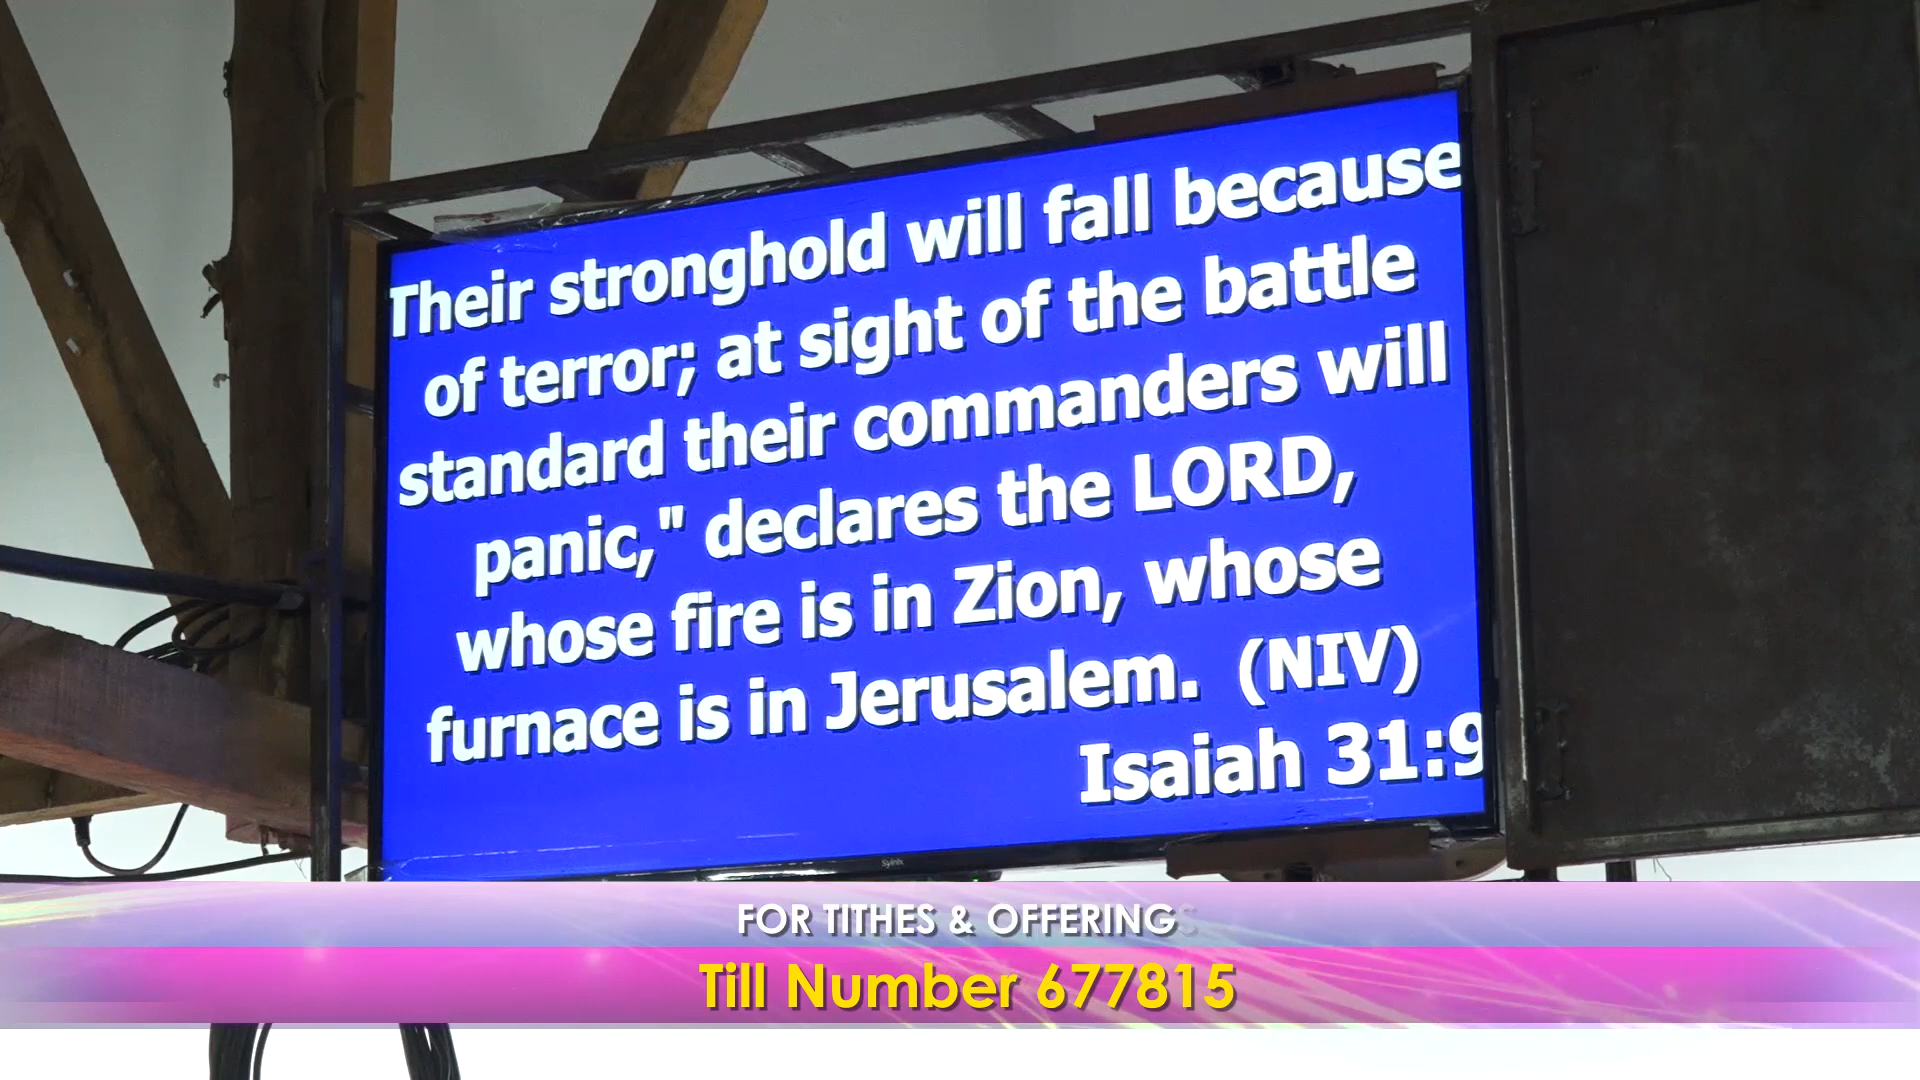 Their stronghold will fall because
of terror; at sight of the battle
standard their commanders will
panic," declares the LORD,
whose fire is in Zion, whose
furnace is in Jerusalem. (NIV)
Isaiah 31:9
Synix
FOR TITHES & OFFERINGS
Till Number 677815